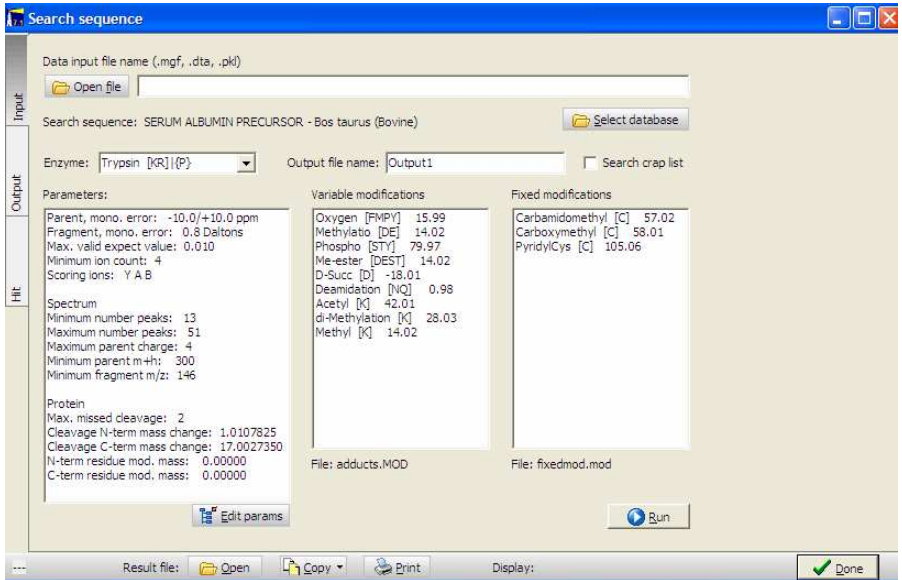 Search sequence
Input
Output
Hit
Data input file name (.mgf, .dta, .pkl)
Open file
Search sequence: SERUM ALBUMIN PRECURSOR - Bos taurus (Bovine)
Select database
Enzyme: Trypsin [KR]|{P}
Output file name: Output1
Search crap list
Parameters:
Parent, mono. error: -10.0/+10.0 ppm
Fragment, mono. error: 0.8 Daltons
Max. valid expect value: 0.010
Minimum ion count: 4
Scoring ions: Y A B
Spectrum
Minimum number peaks: 13
Maximum number peaks: 51
Maximum parent charge: 4
Minimum parent m+h: 300
Minimum fragment m/z: 146
Protein
Max. missed cleavage: 2
Cleavage N-term mass change: 1.0107825
Cleavage C-term mass change: 17.0027350
N-term residue mod. mass: 0.00000
C-term residue mod. mass: 0.00000
Edit params
Variable modifications
Oxygen [FMPY] 15.99
Methylatio [DE] 14.02
Phospho [STY] 79.97
Me-ester [DEST] 14.02
D-Succ [D] -18.01
Deamidation [NQ] 0.98
Acetyl [K] 42.01
di-Methylation [K] 28.03
Methyl [K] 14.02
File: adducts.MOD
Fixed modifications
Carbamidomethyl [C] 57.02
Carboxymethyl [C] 58.01
PyridylCys [C] 105.06
File: fixedmod.mod
Run
--- Result file: Open Copy Print Display: Done